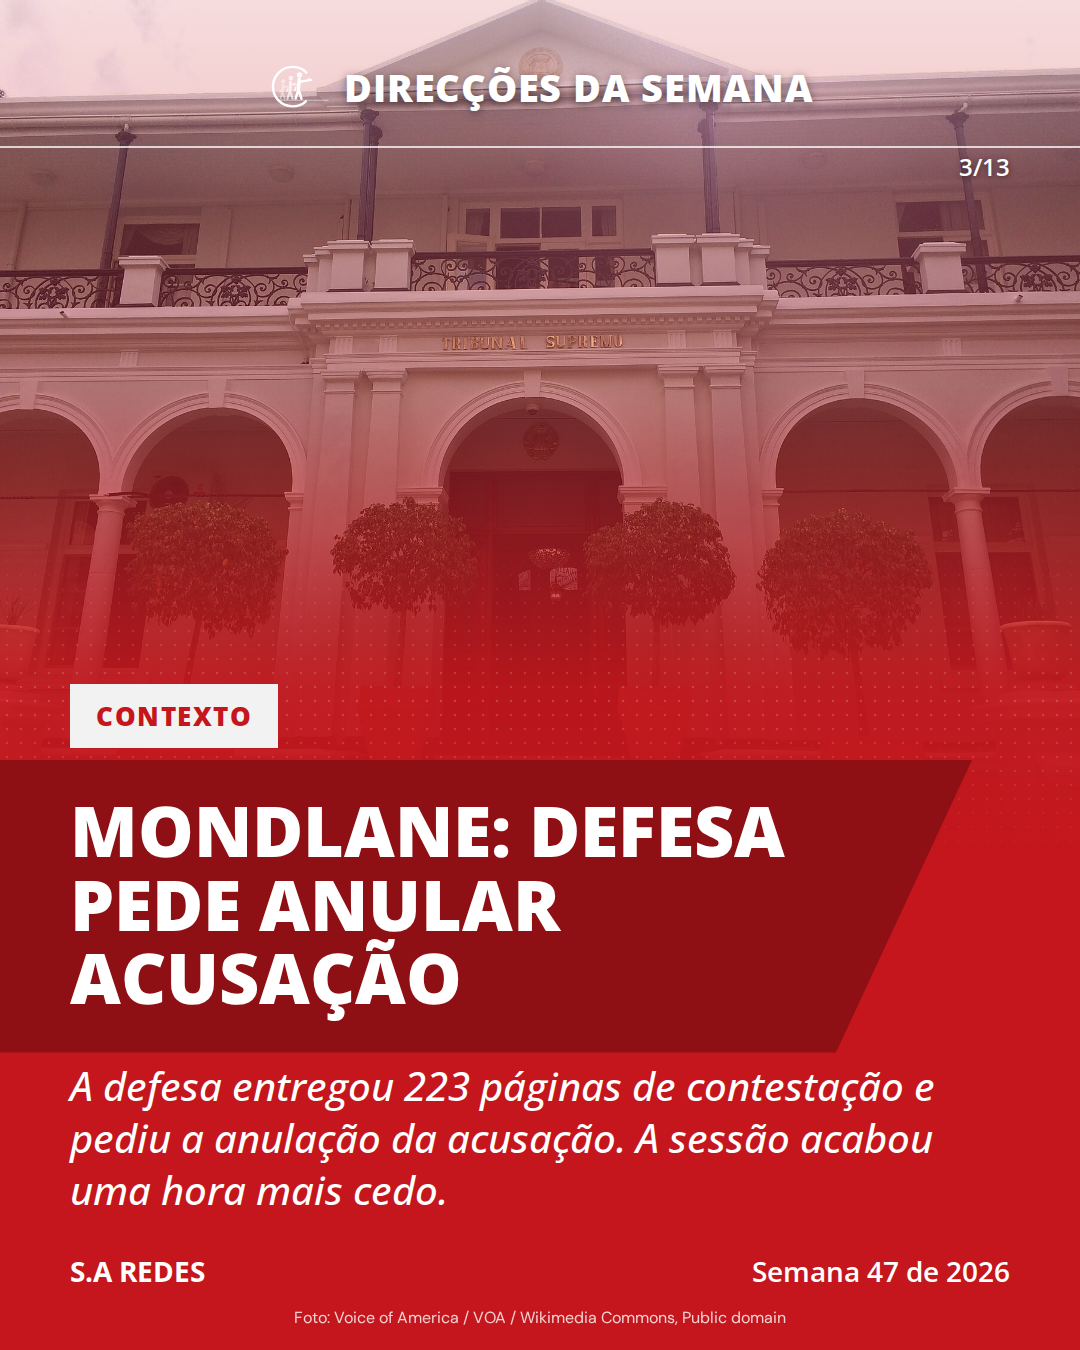 DIRECÇÕES DA SEMANA
3/13
TRIBUNAL SUPREMO
CONTEXTO
MONDLANE: DEFESA
PEDE ANULAR
ACUSAÇÃO
A defesa entregou 223 páginas de contestação e
pediu a anulação da acusação. A sessão acabou
uma hora mais cedo.
S.A REDES
Semana 47 de 2026
Foto: Voice of America / VOA / Wikimedia Commons, Public domain